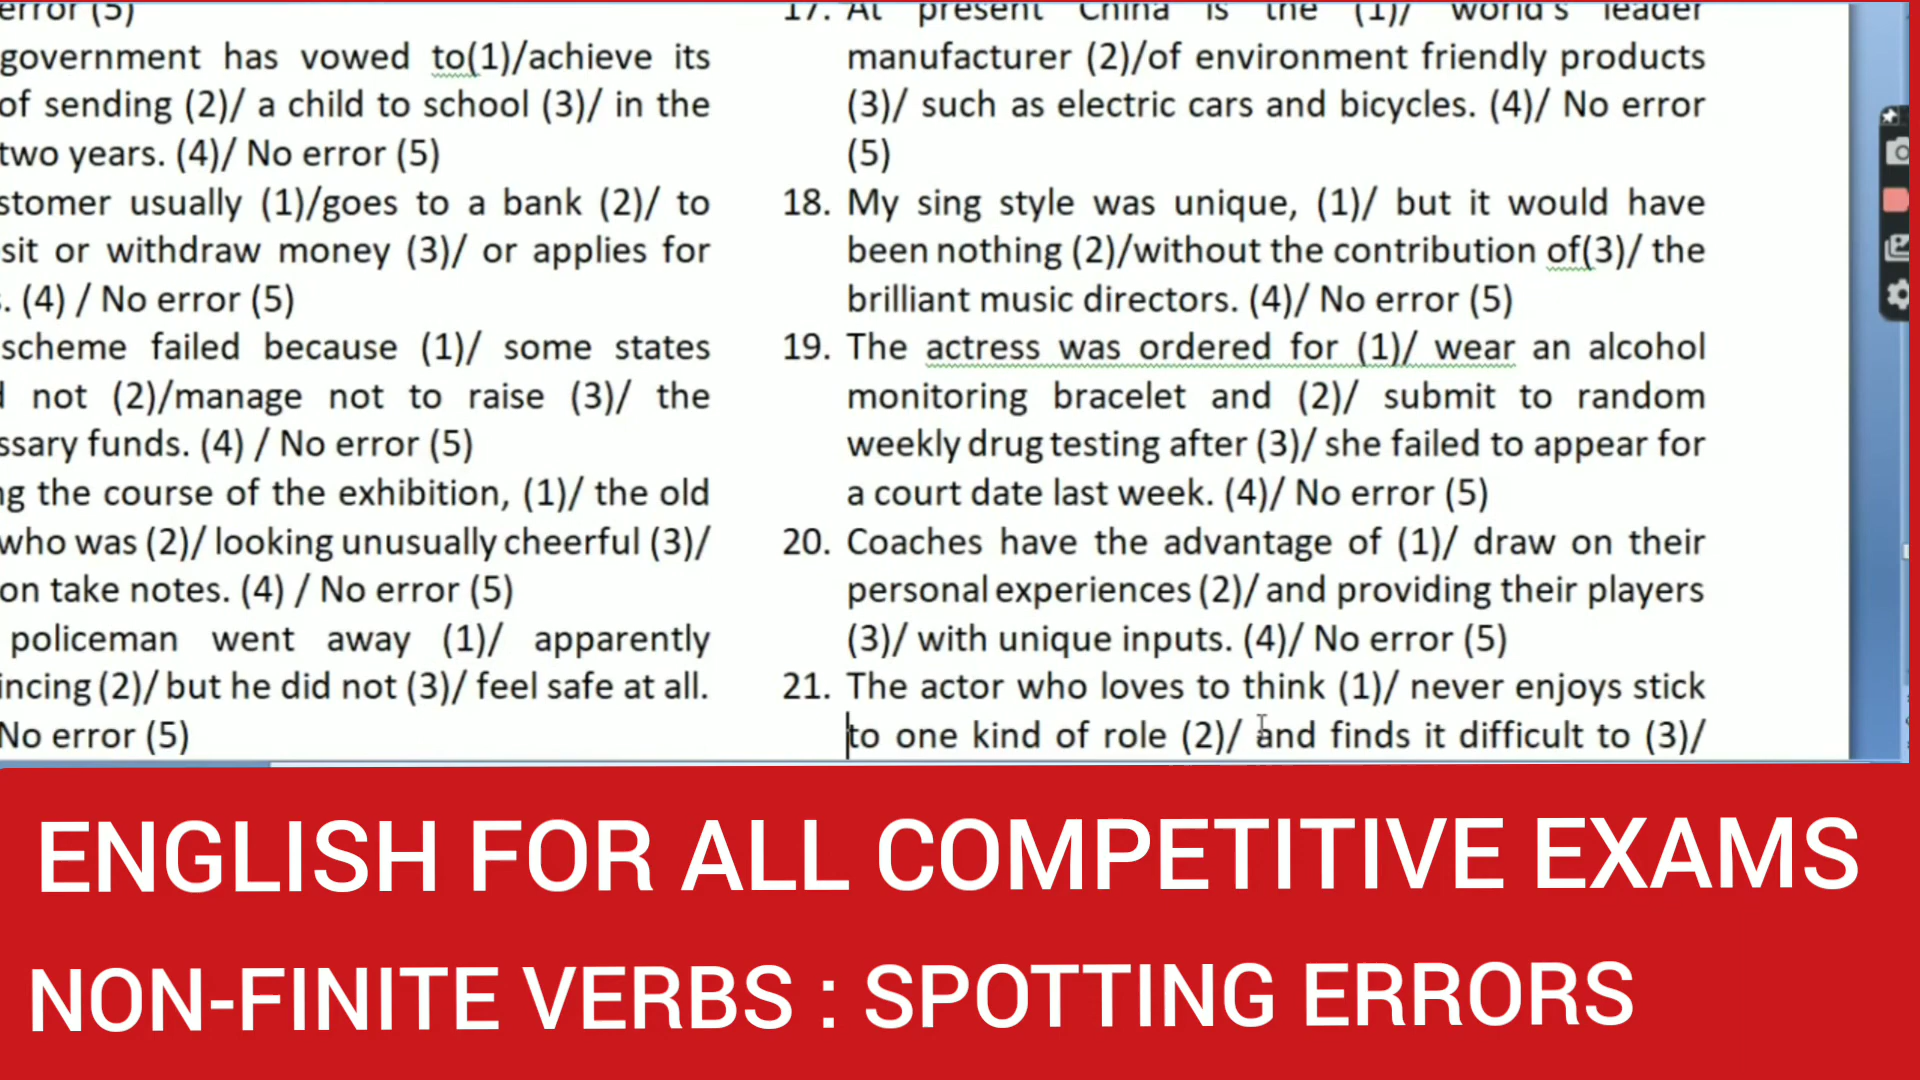 error (5)
government has vowed to(1)/achieve its
of sending (2)/ a child to school (3)/ in the
two years. (4)/ No error (5)
stomer usually (1)/goes to a bank (2)/ to
sit or withdraw money (3)/ or applies for
. (4) / No error (5)
scheme failed because (1)/ some states
d not (2)/manage not to raise (3)/ the
ssary funds. (4) / No error (5)
ng the course of the exhibition, (1)/ the old
who was (2)/ looking unusually cheerful (3)/
on take notes. (4) / No error (5)
policeman went away (1)/ apparently
incing (2)/ but he did not (3)/ feel safe at all.
No error (5)
17. At present China is the (1)/ world's leader
manufacturer (2)/of environment friendly products
(3)/ such as electric cars and bicycles. (4)/ No error
(5)
18. My sing style was unique, (1)/ but it would have
been nothing (2)/without the contribution of(3)/ the
brilliant music directors. (4)/ No error (5)
19. The actress was ordered for (1)/ wear an alcohol
monitoring bracelet and (2)/ submit to random
weekly drug testing after (3)/ she failed to appear for
a court date last week. (4)/ No error (5)
20. Coaches have the advantage of (1)/ draw on their
personal experiences (2)/ and providing their players
(3)/ with unique inputs. (4)/ No error (5)
21. The actor who loves to think (1)/ never enjoys stick
to one kind of role (2)/ and finds it difficult to (3)/
ENGLISH FOR ALL COMPETITIVE EXAMS
NON-FINITE VERBS : SPOTTING ERRORS